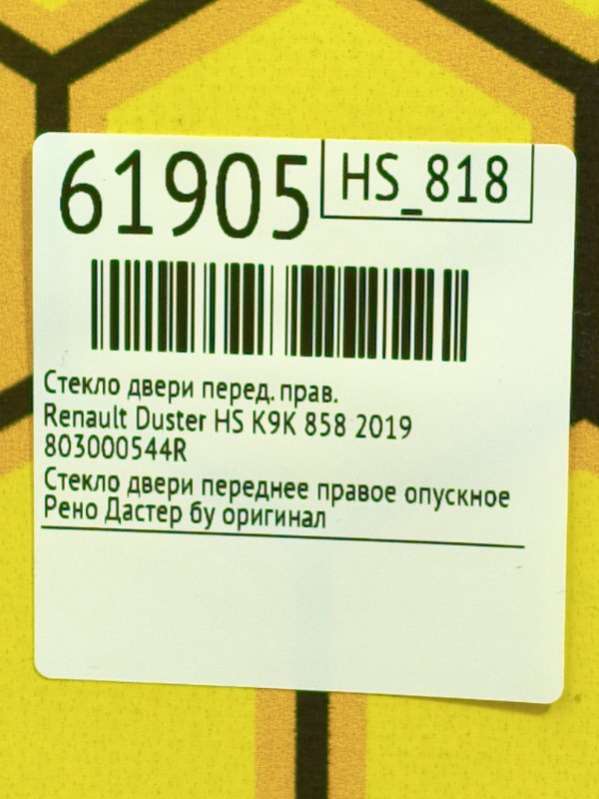 61905
HS_818
Стекло двери перед. прав.
Renault Duster HS K9K 858 2019
803000544R
Стекло двери переднее правое опускное
Рено Дастер бу оригинал